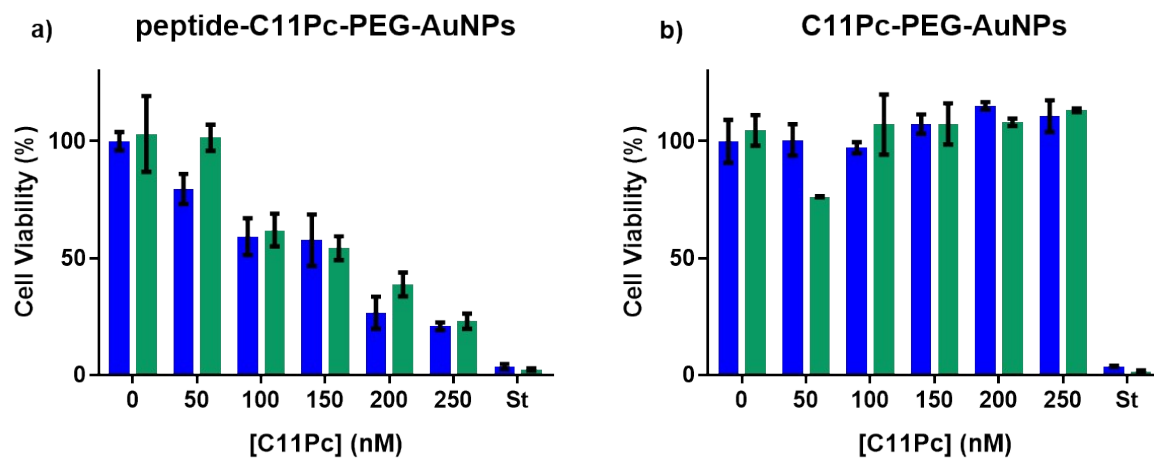 a)
peptide-C11Pc-PEG-AuNPs
Cell Viability (%)
100
50
0
0 50 100 150 200 250 St
[C11Pc] (nM)
b)
C11Pc-PEG-AuNPs
Cell Viability (%)
100
50
0
0 50 100 150 200 250 St
[C11Pc] (nM)